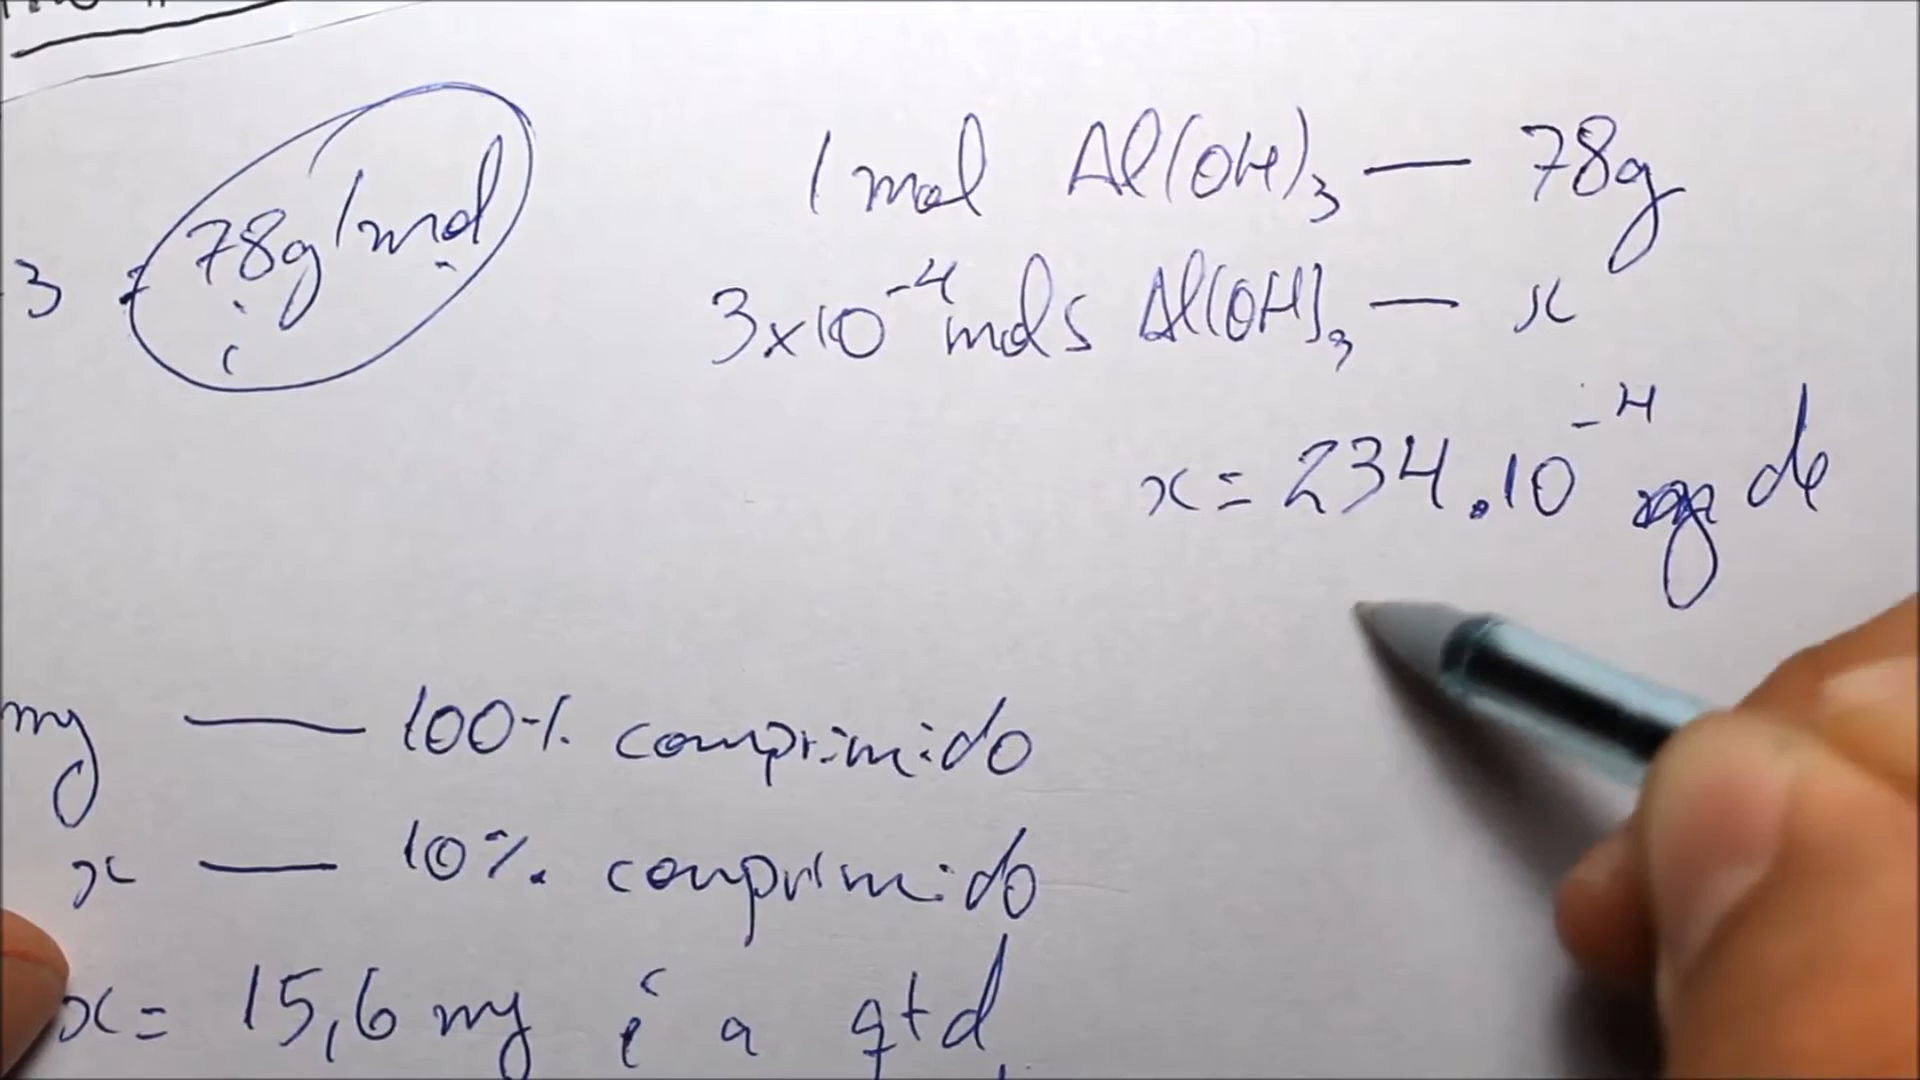 3 = 78g/mol
1 mol Al(OH)3 — 78g
3x10^-4 mols Al(OH)3 — x
x = 234.10^-4 g de
mg — 100% comprimido
x — 10% comprimido
x = 15,6 mg é a qtd